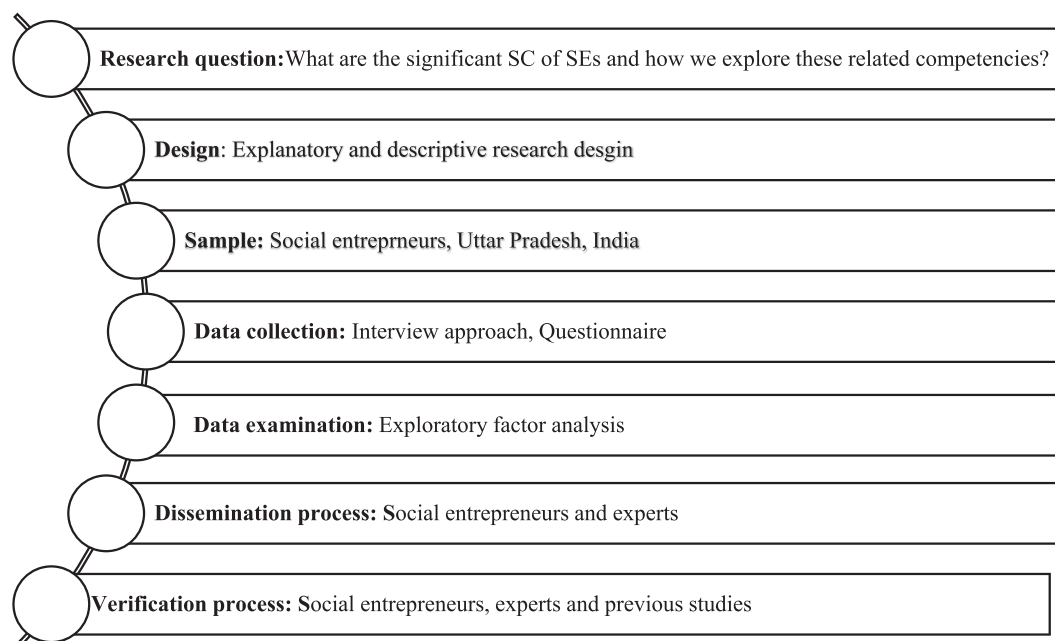 Research question:What are the significant SC of SEs and how we explore these related competencies?
Design: Explanatory and descriptive research desgin
Sample: Social entreprneurs, Uttar Pradesh, India
Data collection: Interview approach, Questionnaire
Data examination: Exploratory factor analysis
Dissemination process: Social entrepreneurs and experts
Verification process: Social entrepreneurs, experts and previous studies